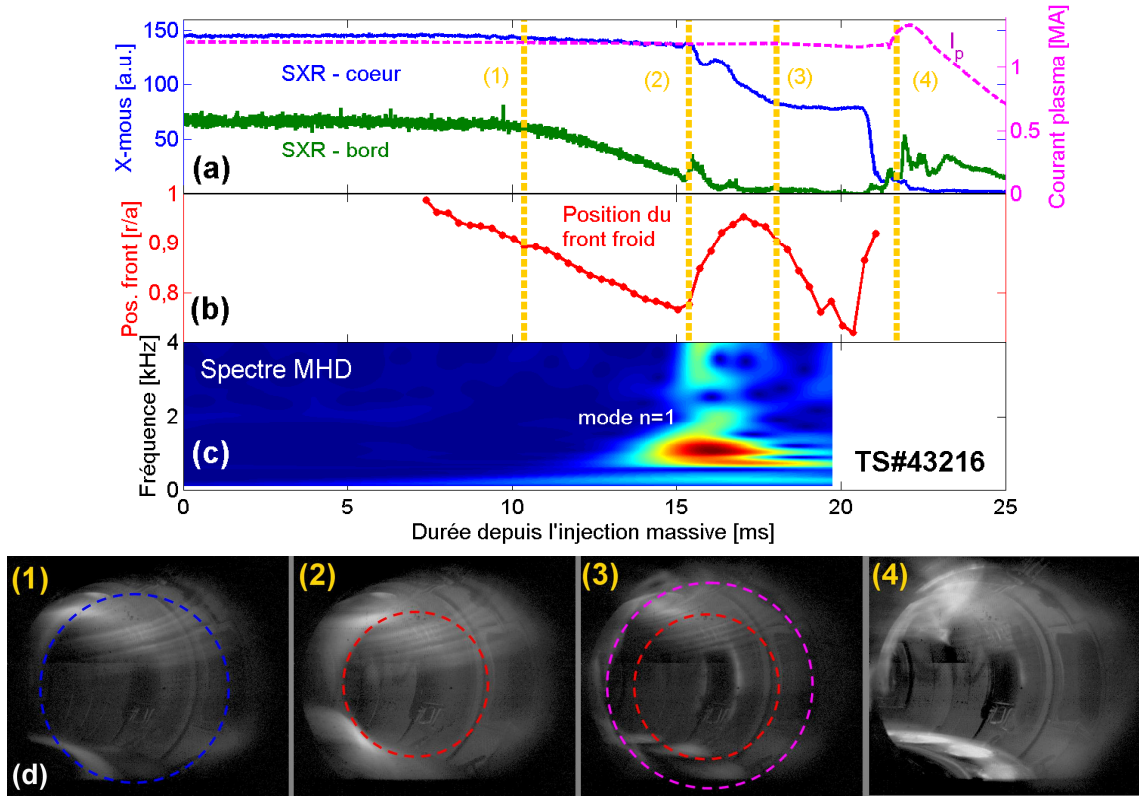 150
100
50
X-mous [a.u.]
SXR - coeur
SXR - bord
(a)
(1)
(2)
(3)
(4)
Ip
1
0.5
0
Courant plasma [MA]
1
0,9
0,8
Pos. front [r/a]
Position du
front froid
(b)
4
2
0
Fréquence [kHz]
Spectre MHD
mode n=1
(c)
TS#43216
0 5 10 15 20 25
Durée depuis l'injection massive [ms]
(1) (2) (3) (4)
(d)